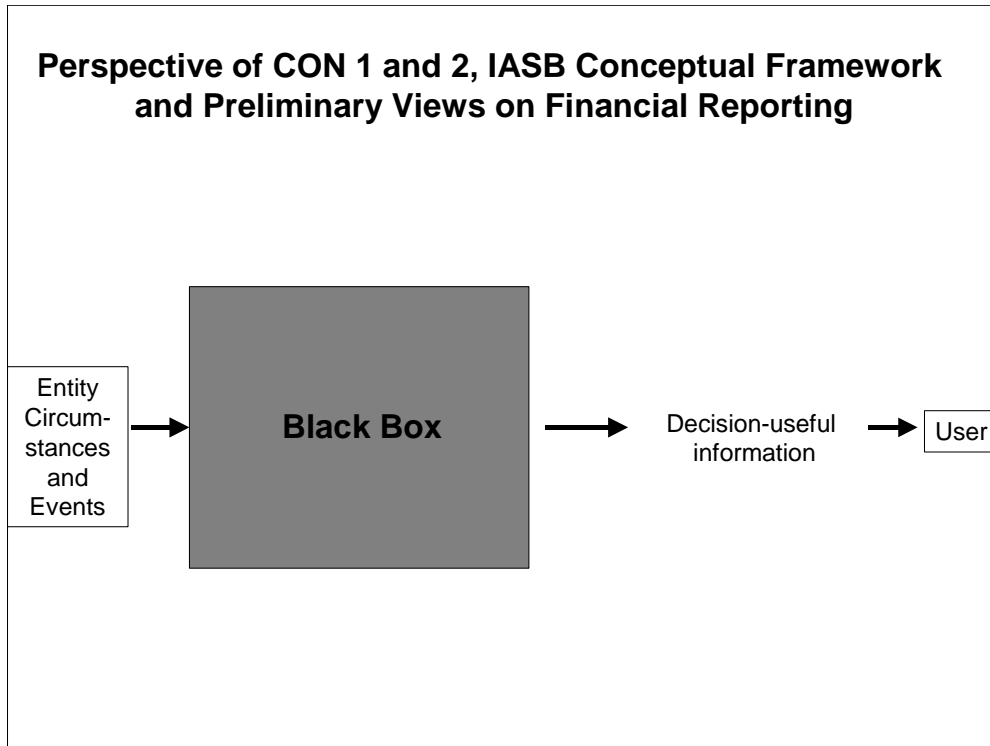 Perspective of CON 1 and 2, IASB Conceptual Framework
and Preliminary Views on Financial Reporting
Entity
Circum-
stances
and
Events
Black Box
Decision-useful
information
User